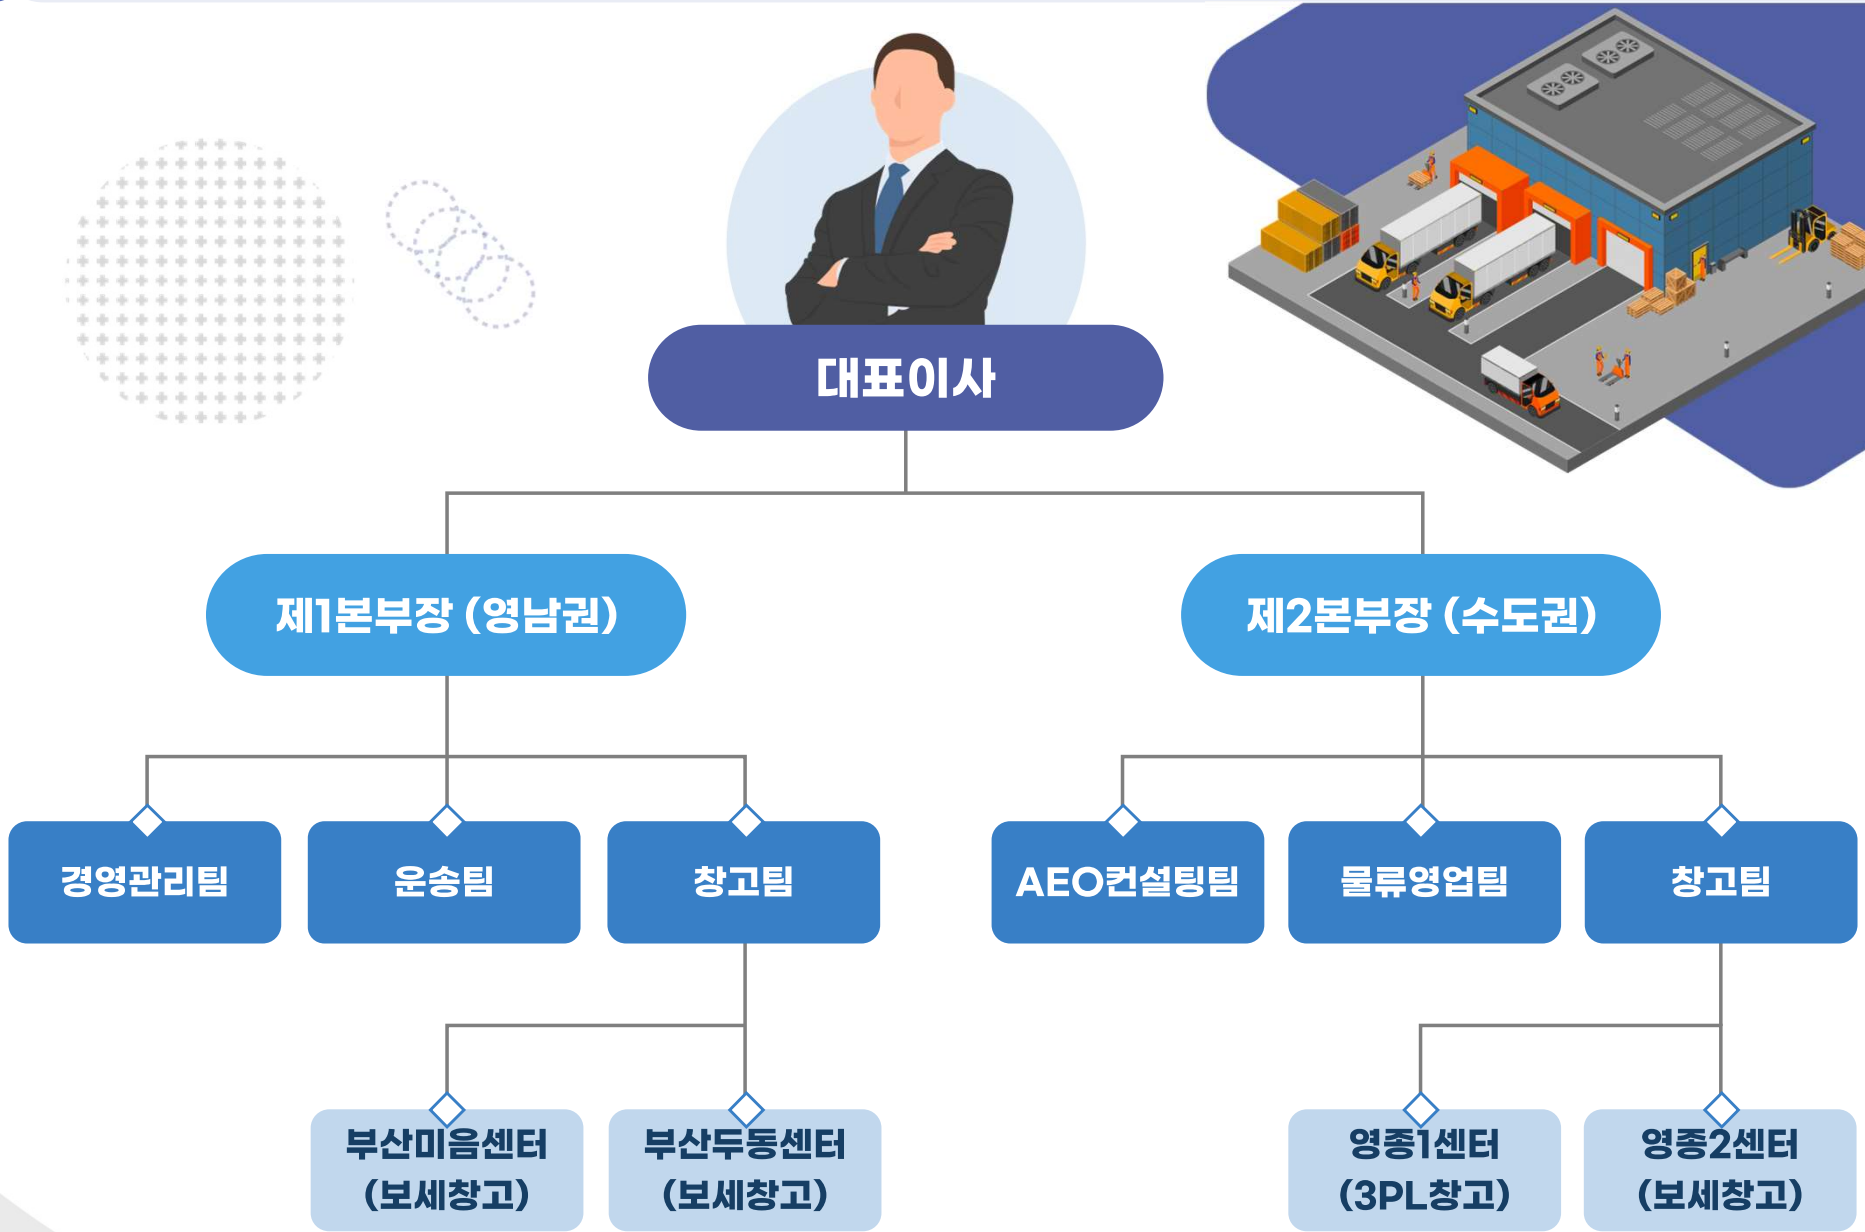 대표이사
제1본부장 (영남권)
제2본부장 (수도권)
경영관리팀
운송팀
창고팀
AEO컨설팅팀
물류영업팀
창고팀
부산미음센터
(보세창고)
부산두동센터
(보세창고)
영종1센터
(3PL창고)
영종2센터
(보세창고)